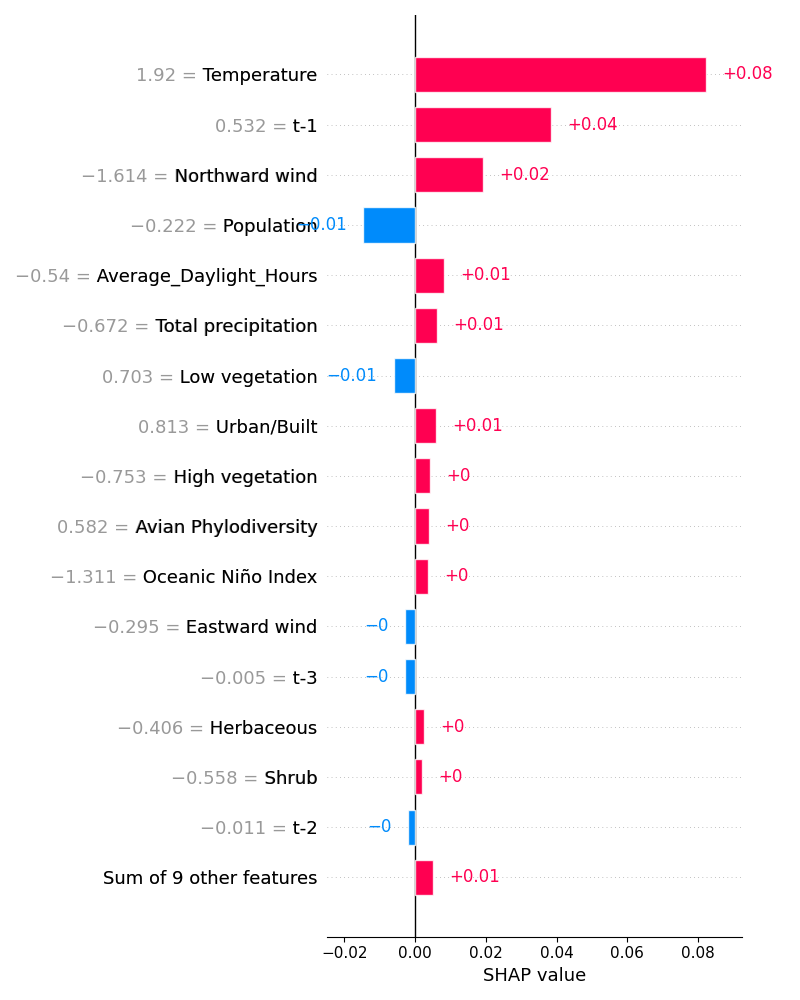 1.92 = Temperature +0.08
0.532 = t-1 +0.04
−1.614 = Northward wind +0.02
−0.222 = Population −0.01
−0.54 = Average_Daylight_Hours +0.01
−0.672 = Total precipitation +0.01
0.703 = Low vegetation −0.01
0.813 = Urban/Built +0.01
−0.753 = High vegetation +0
0.582 = Avian Phylodiversity +0
−1.311 = Oceanic Niño Index +0
−0.295 = Eastward wind −0
−0.005 = t-3 −0
−0.406 = Herbaceous +0
−0.558 = Shrub +0
−0.011 = t-2 −0
Sum of 9 other features +0.01
−0.02 0.00 0.02 0.04 0.06 0.08
SHAP value